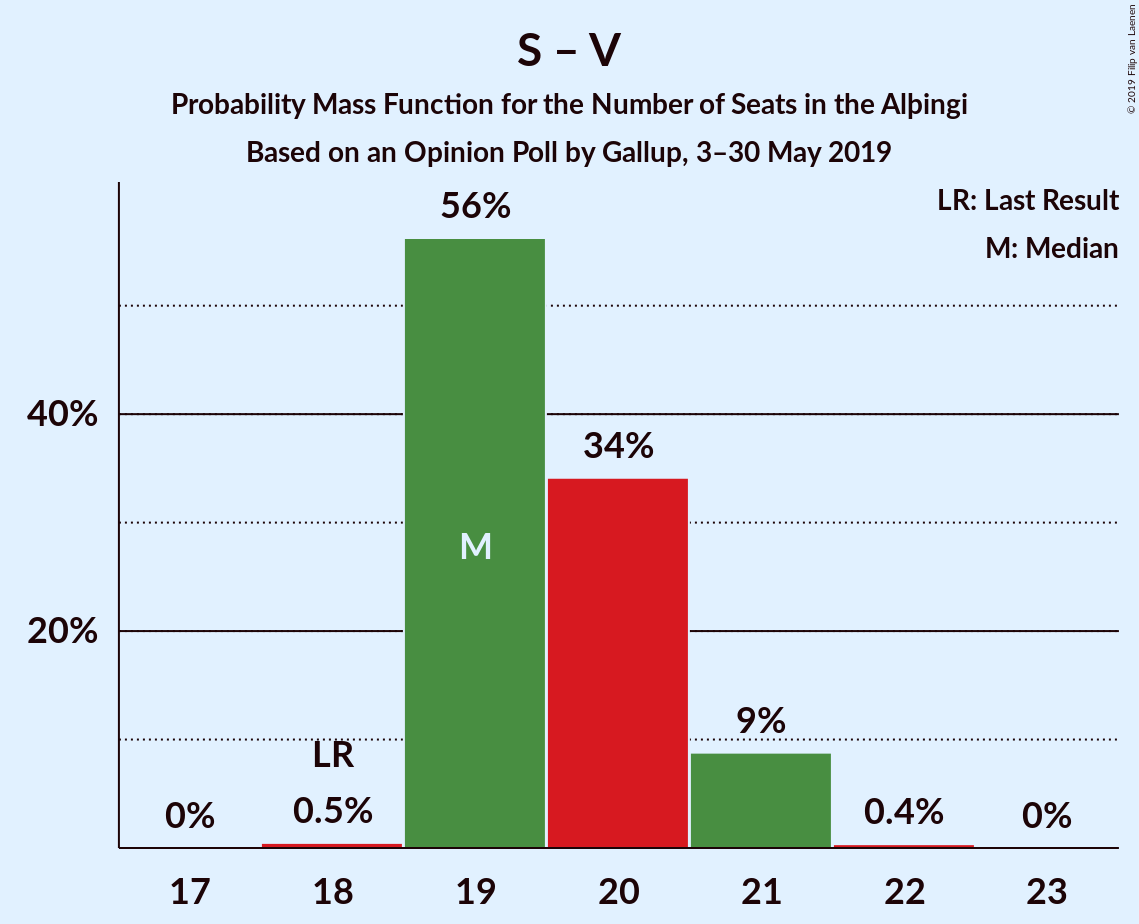 S – V
Probability Mass Function for the Number of Seats in the Alþingi
Based on an Opinion Poll by Gallup, 3–30 May 2019
© 2019 Filip van Laenen
LR: Last Result
M: Median
56%
40%
34%
M
20%
9%
LR
0%
0.5%
0.4%
0%
17 18 19 20 21 22 23